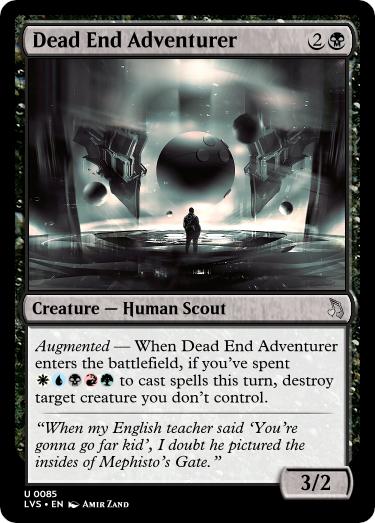 Dead End Adventurer 2
Creature — Human Scout
Augmented — When Dead End Adventurer
enters the battlefield, if you've spent
to cast spells this turn, destroy
target creature you don't control.
"When my English teacher said 'You're
gonna go far kid', I doubt he pictured the
insides of Mephisto's Gate."
3/2
U 0085
LVS • EN Amir Zand